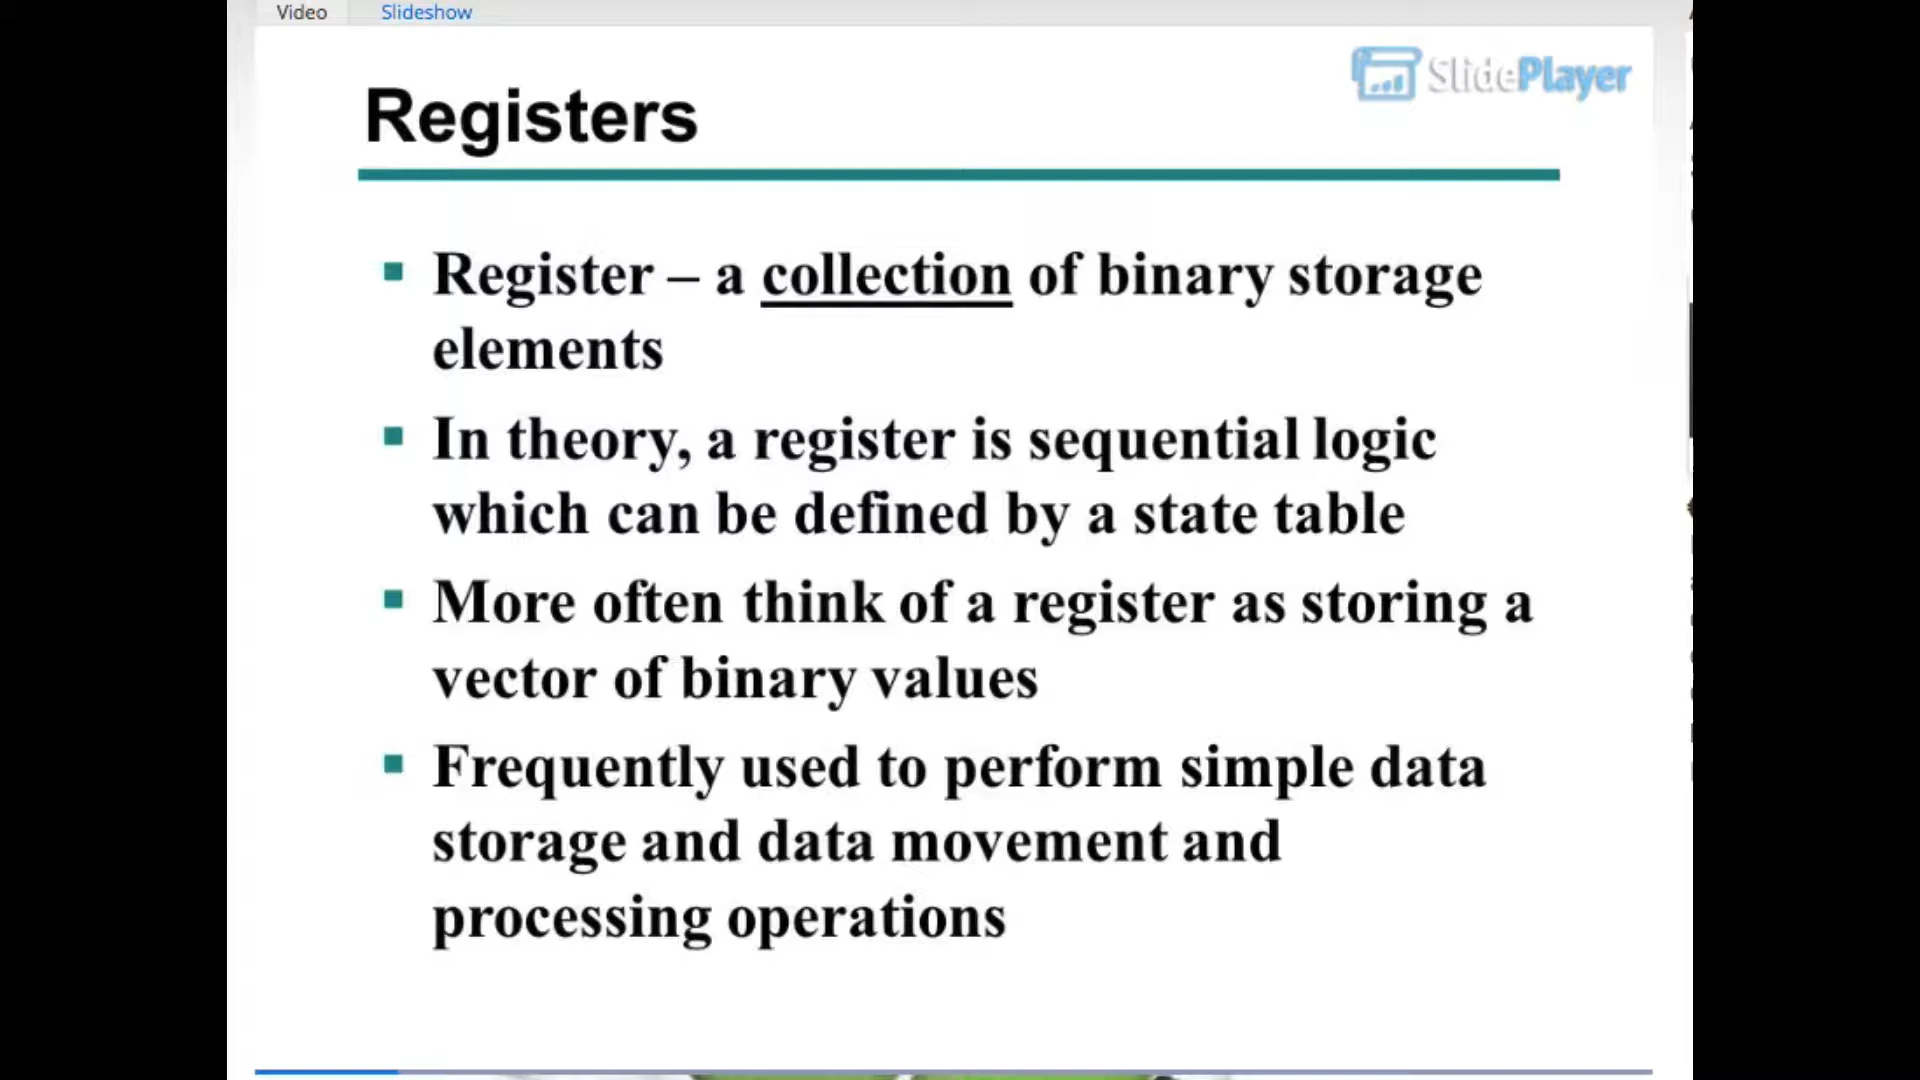 Video Slideshow
SlidePlayer
Registers
▪ Register – a collection of binary storage
elements
▪ In theory, a register is sequential logic
which can be defined by a state table
▪ More often think of a register as storing a
vector of binary values
▪ Frequently used to perform simple data
storage and data movement and
processing operations